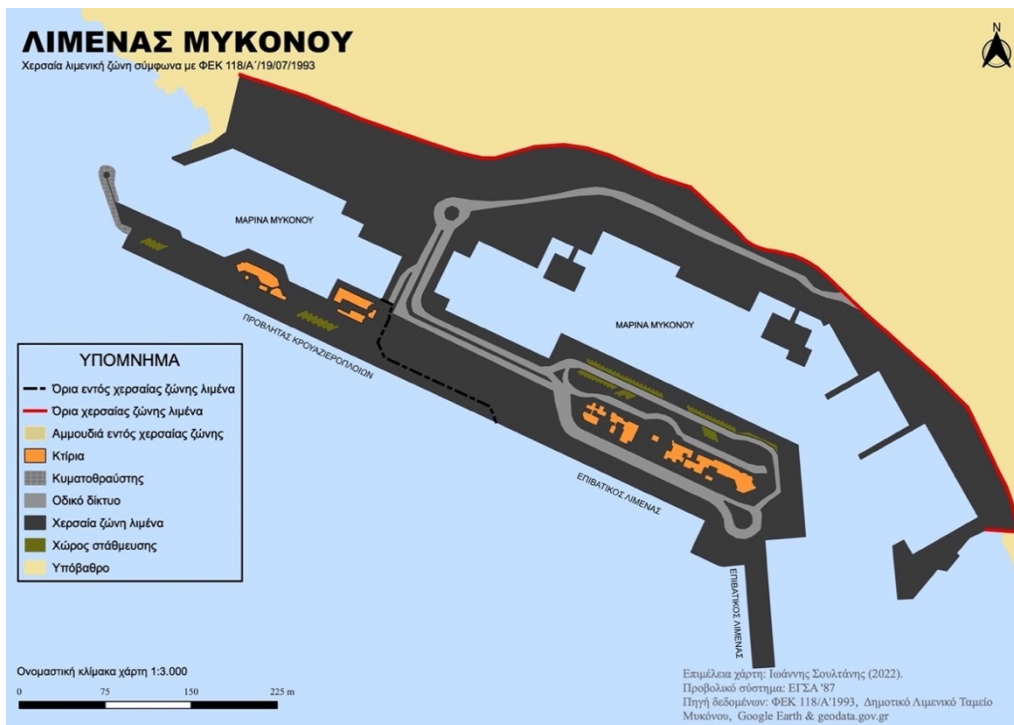 ΛΙΜΕΝΑΣ ΜΥΚΟΝΟΥ
Χερσαία λιμενική ζώνη σύμφωνα με ΦΕΚ 118/Α΄/19/07/1993
N
ΜΑΡΙΝΑ ΜΥΚΟΝΟΥ
ΜΑΡΙΝΑ ΜΥΚΟΝΟΥ
ΠΡΟΒΛΗΤΑΣ ΚΡΟΥΑΖΙΕΡΟΠΛΟΙΩΝ
ΕΠΙΒΑΤΙΚΟΣ ΛΙΜΕΝΑΣ
ΕΠΙΒΑΤΙΚΟΣ ΛΙΜΕΝΑΣ
ΥΠΟΜΝΗΜΑ
Όρια εντός χερσαίας ζώνης λιμένα
Όρια χερσαίας ζώνης λιμένα
Αμμουδιά εντός χερσαίας ζώνης
Κτίρια
Κυματοθραύστης
Οδικό δίκτυο
Χερσαία ζώνη λιμένα
Χώρος στάθμευσης
Υπόβαθρο
Ονομαστική κλίμακα χάρτη 1:3.000
0 75 150 225 m
Επιμέλεια χάρτη: Ιωάννης Σουλτάνης (2022).
Προβολικό σύστημα: ΕΓΣΑ '87
Πηγή δεδομένων: ΦΕΚ 118/Α'1993, Δημοτικό Λιμενικό Ταμείο
Μυκόνου, Google Earth & geodata.gov.gr